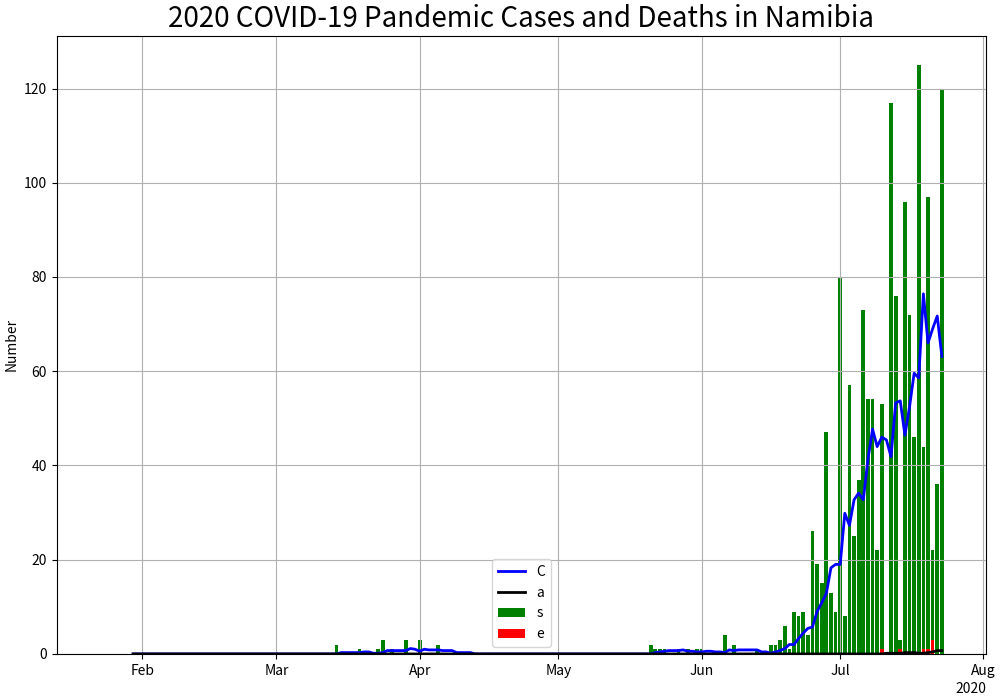 2020 COVID-19 Pandemic Cases and Deaths in Namibia
Number
120
100
80
60
40
20
0
C
a
s
e
Feb
Mar
Apr
May
Jun
Jul
Aug
2020